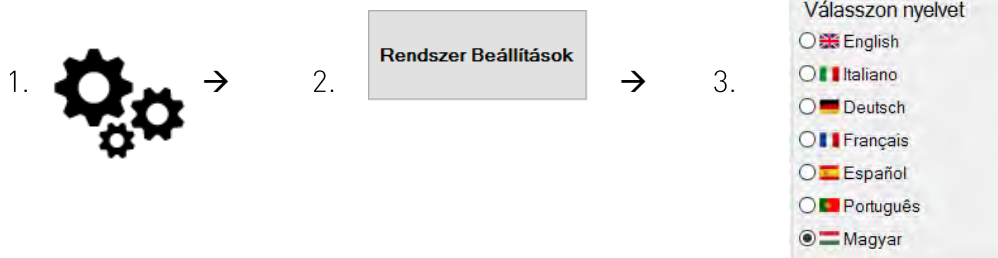 1. → 2. Rendszer Beállítások → 3.
Válasszon nyelvet
English
Italiano
Deutsch
Français
Español
Português
Magyar